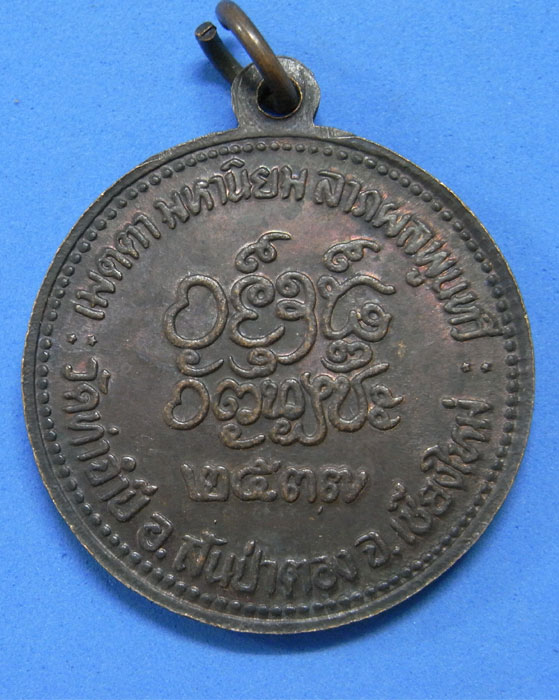 เมตตา มหานิยม ลาภผลพูนทวี
๒๕๓๗
วัดท่าจำปี อ.สันป่าตอง จ.เชียงใหม่